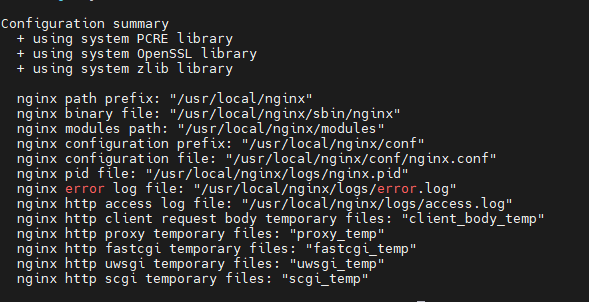 Configuration summary
+ using system PCRE library
+ using system OpenSSL library
+ using system zlib library
nginx path prefix: "/usr/local/nginx"
nginx binary file: "/usr/local/nginx/sbin/nginx"
nginx modules path: "/usr/local/nginx/modules"
nginx configuration prefix: "/usr/local/nginx/conf"
nginx configuration file: "/usr/local/nginx/conf/nginx.conf"
nginx pid file: "/usr/local/nginx/logs/nginx.pid"
nginx error log file: "/usr/local/nginx/logs/error.log"
nginx http access log file: "/usr/local/nginx/logs/access.log"
nginx http client request body temporary files: "client_body_temp"
nginx http proxy temporary files: "proxy_temp"
nginx http fastcgi temporary files: "fastcgi_temp"
nginx http uwsgi temporary files: "uwsgi_temp"
nginx http scgi temporary files: "scgi_temp"